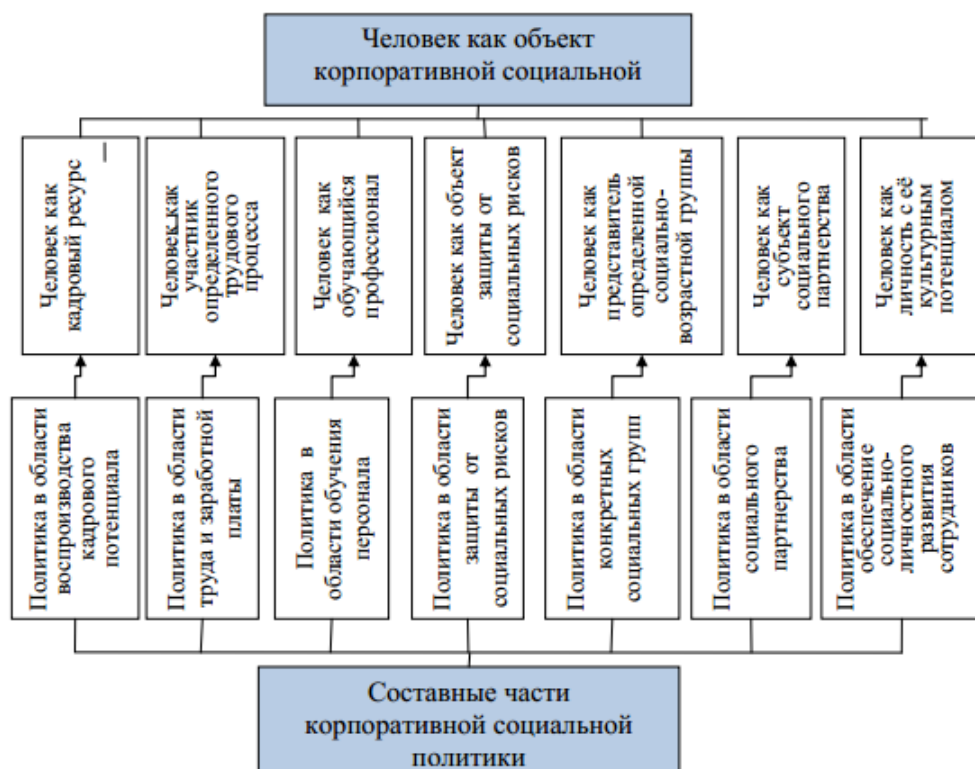 Человек как объект
корпоративной социальной
Человек как
кадровый ресурс
Человек как
участник
определенного
трудового
процесса
Человек как
обучающийся
профессионал
Человек как объект
защиты от
социальных рисков
Человек как
представитель
определенной
социально-
возрастной группы
Человек как
субъект
социального
партнерства
Человек как
личность с её
культурным
потенциалом
Политика в области
воспроизводства
кадрового
потенциала
Политика в области
труда и заработной
платы
Политика в
области обучения
персонала
Политика в области
защиты от
социальных рисков
Политика в области
конкретных
социальных групп
Политика в области
социального
партнерства
Политика в области
обеспечение
социально-
личностного
развития
сотрудников
Составные части
корпоративной социальной
политики